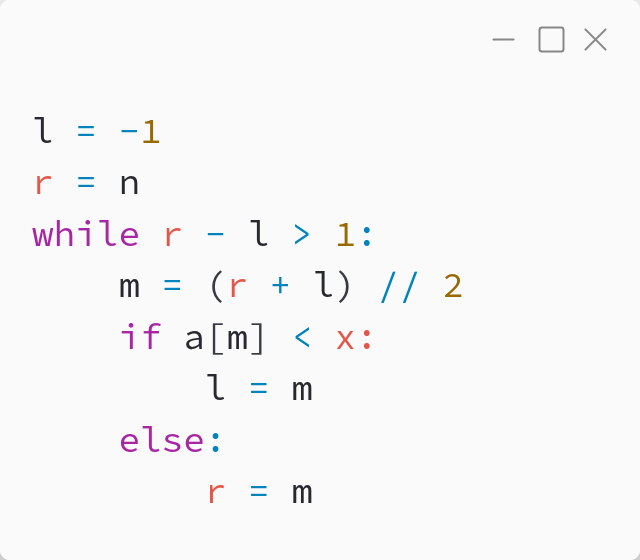 l = -1
r = n
while r - l > 1:
    m = (r + l) // 2
    if a[m] < x:
        l = m
    else:
        r = m